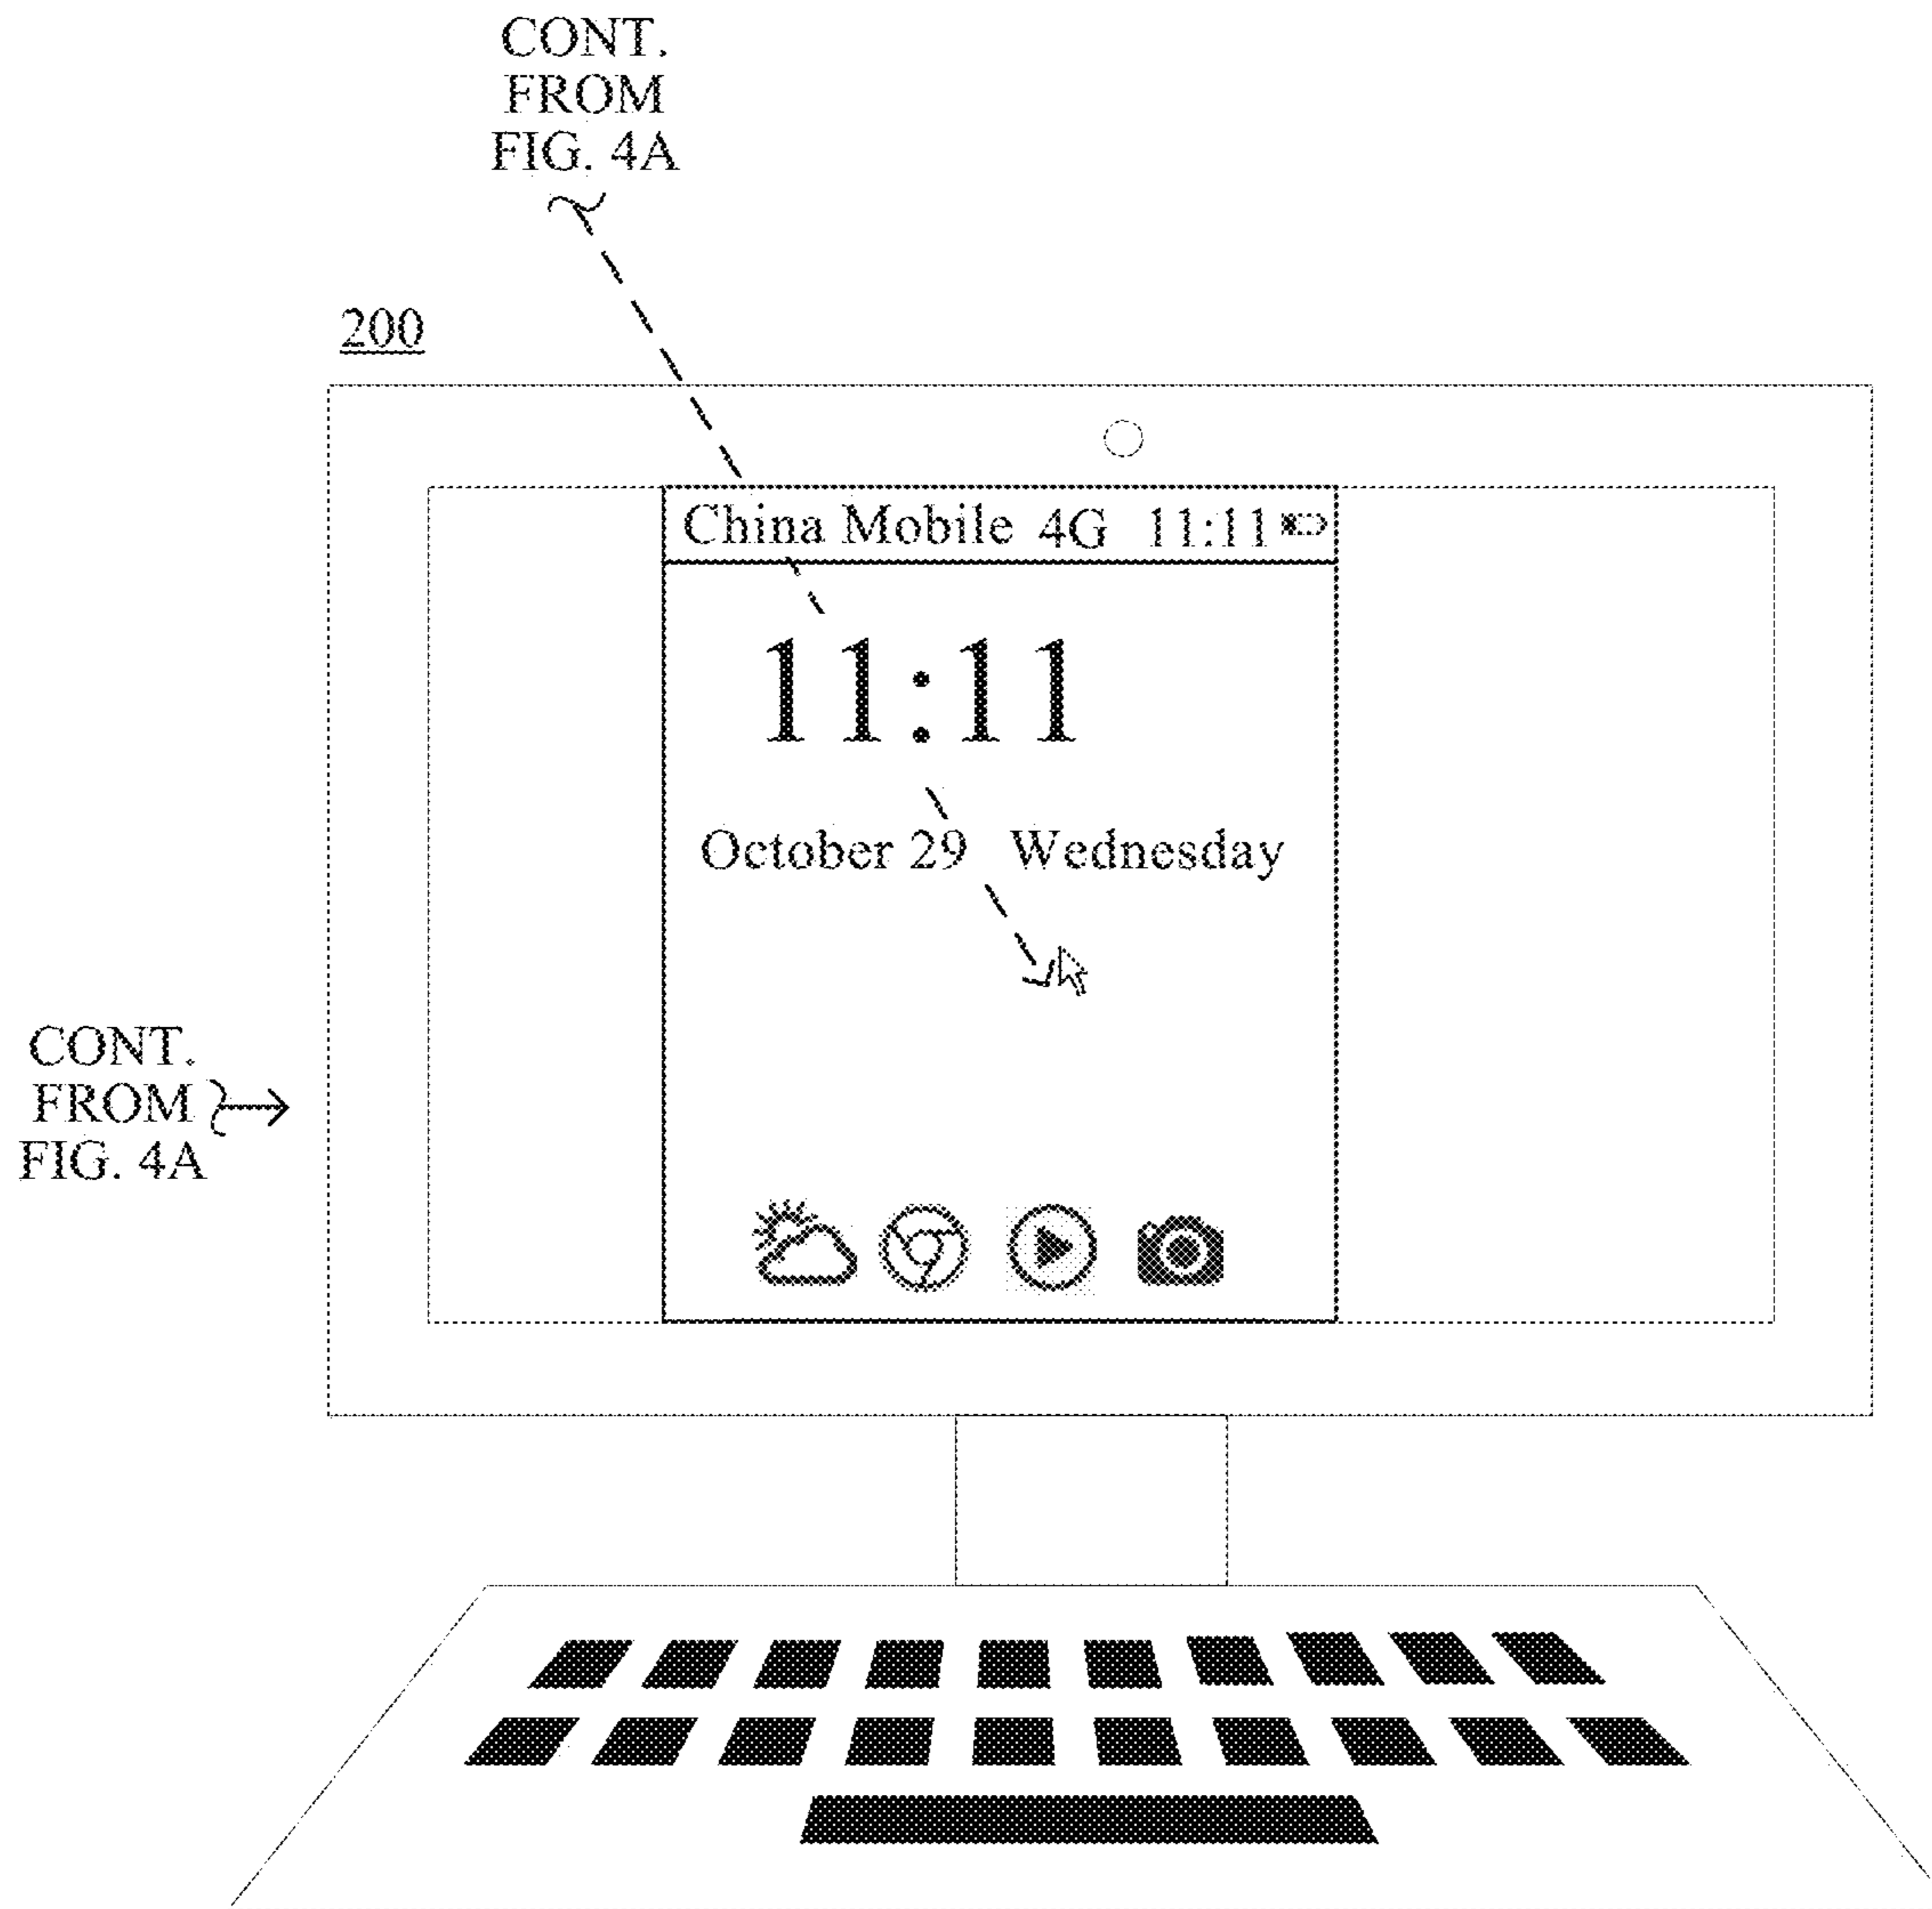 CONT.
FROM
FIG. 4A
200
China Mobile 4G 11:11
11:11
October 29 Wednesday
CONT.
FROM
FIG. 4A